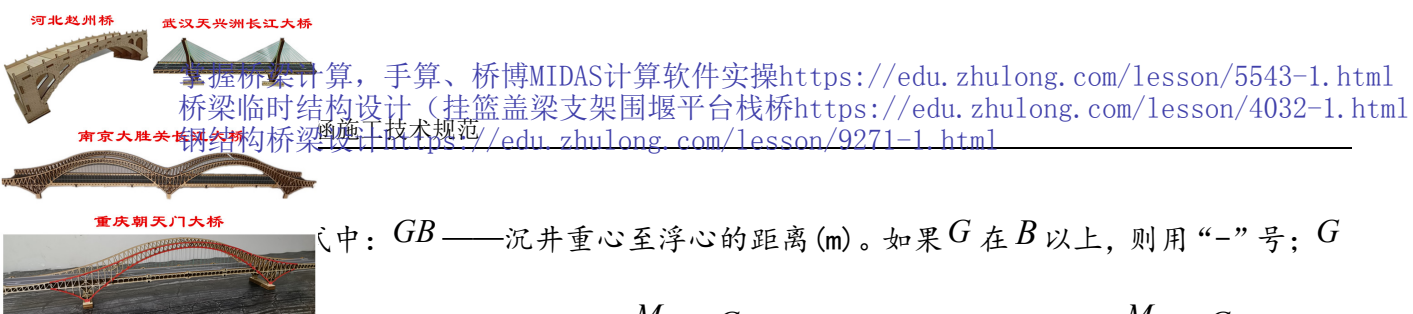 河北赵州桥
武汉天兴洲长江大桥
掌握桥梁计算，手算、桥博MIDAS计算软件实操https://edu.zhulong.com/lesson/5543-1.html
桥梁临时结构设计（挂篮盖梁支架围堰平台栈桥https://edu.zhulong.com/lesson/4032-1.html
南京大胜关长江大桥
涵施工技术规范
钢结构桥梁设计https://edu.zhulong.com/lesson/9271-1.html
重庆朝天门大桥
式中：GB——沉井重心至浮心的距离(m)。如果G在B以上，则用“-”号；G